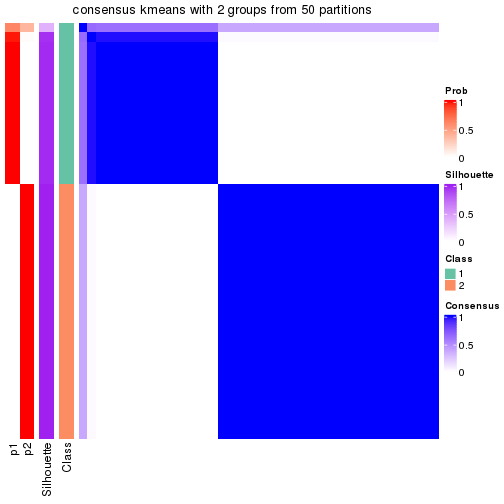 consensus kmeans with 2 groups from 50 partitions
Prob
1
0.5
0
Silhouette
1
0.5
0
Class
1
2
Consensus
1
0.5
0
p1
p2
Silhouette
Class